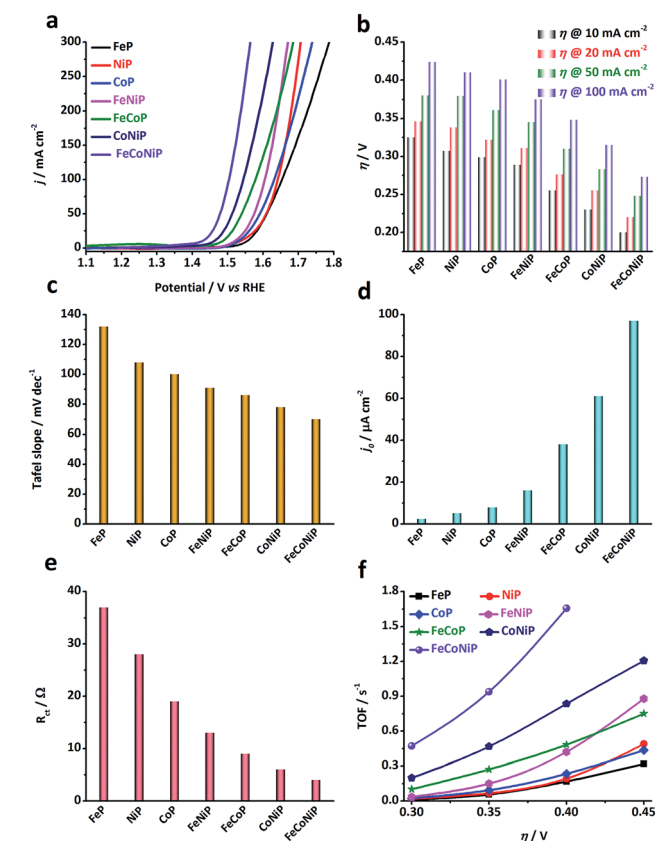 a
300
250
200
150
100
50
0
j / mA cm⁻²
FeP
NiP
CoP
FeNiP
FeCoP
CoNiP
FeCoNiP
1.1 1.2 1.3 1.4 1.5 1.6 1.7 1.8
Potential / V vs RHE
b
η @ 10 mA cm⁻²
η @ 20 mA cm⁻²
η @ 50 mA cm⁻²
η @ 100 mA cm⁻²
0.45
0.40
0.35
0.30
0.25
0.20
η / V
FeP NiP CoP FeNiP FeCoP CoNiP FeCoNiP
c
140
120
100
80
60
40
20
0
Tafel slope / mV dec⁻¹
FeP NiP CoP FeNiP FeCoP CoNiP FeCoNiP
d
100
80
60
40
20
0
j₀ / μA cm⁻²
FeP NiP CoP FeNiP FeCoP CoNiP FeCoNiP
e
40
30
20
10
0
Rct / Ω
FeP NiP CoP FeNiP FeCoP CoNiP FeCoNiP
f
FeP NiP
CoP FeNiP
FeCoP CoNiP
FeCoNiP
1.8
1.5
1.2
0.9
0.6
0.3
0.0
TOF / s⁻¹
0.30 0.35 0.40 0.45
η / V